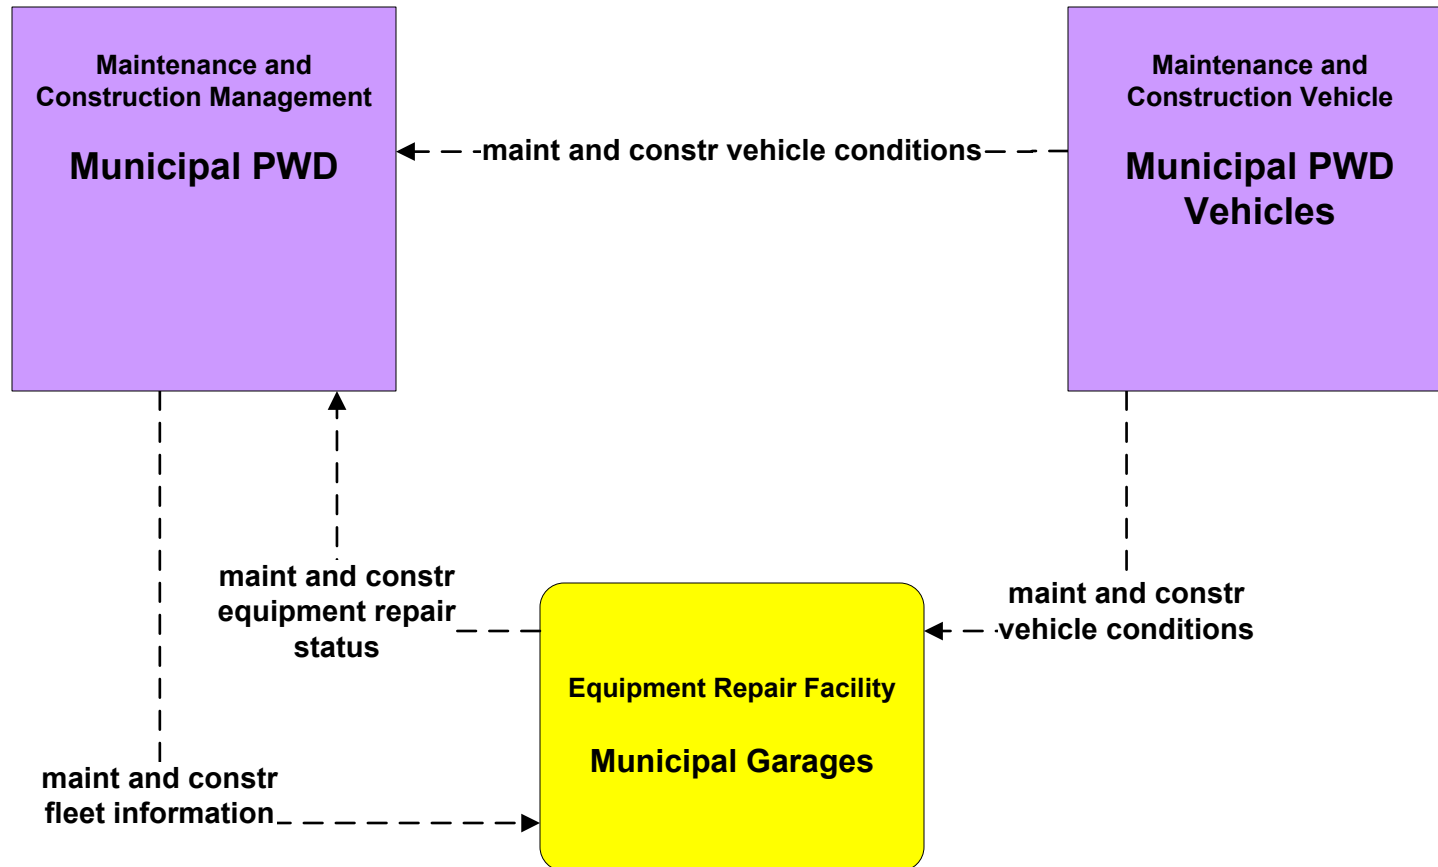 Maintenance and
Construction Management
Municipal PWD
Maintenance and
Construction Vehicle
Municipal PWD
Vehicles
maint and constr vehicle conditions
maint and constr
equipment repair
status
maint and constr
vehicle conditions
Equipment Repair Facility
Municipal Garages
maint and constr
fleet information